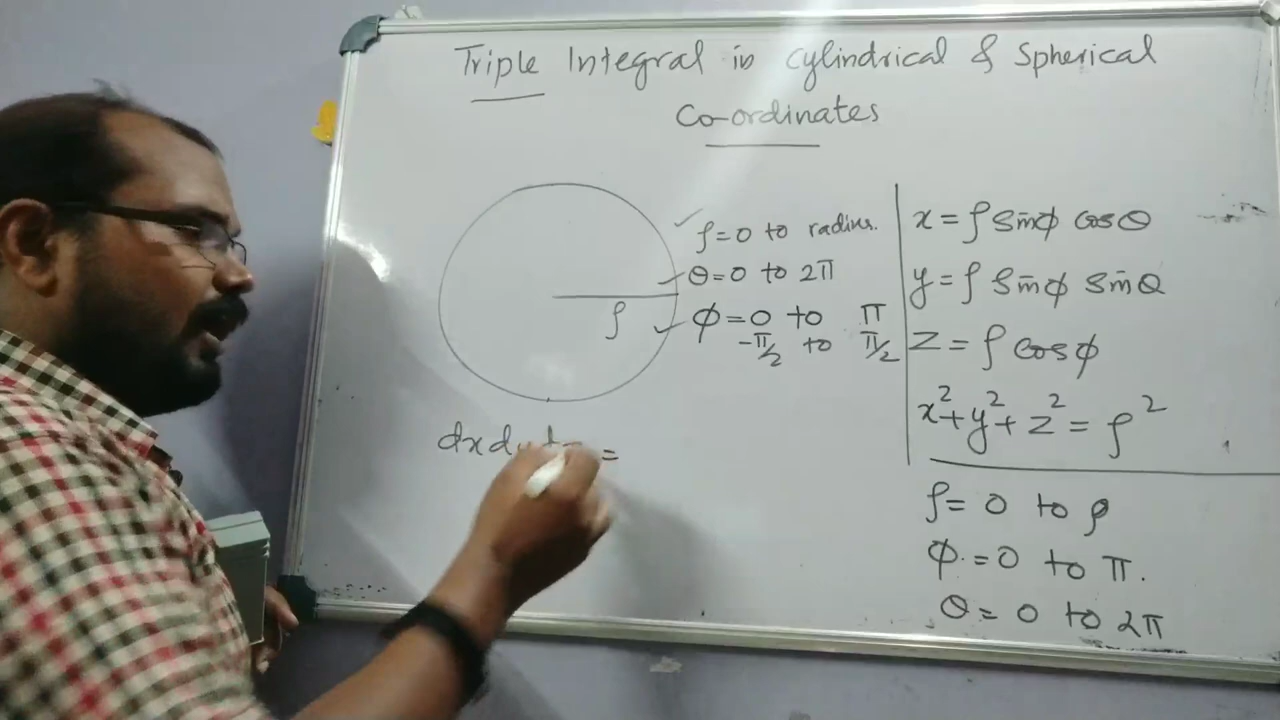 Triple Integral in Cylindrical & Spherical
Co-ordinates
ρ=0 to radius.
θ=0 to 2π
ϕ=0 to π
-π/2 to π/2
ρ
x=ρ sinϕ cosθ
y=ρ sinϕ sinθ
z=ρ cosϕ
x²+y²+z²=ρ²
ρ= 0 to ρ
ϕ.=0 to π.
θ= 0 to 2π
dxd =